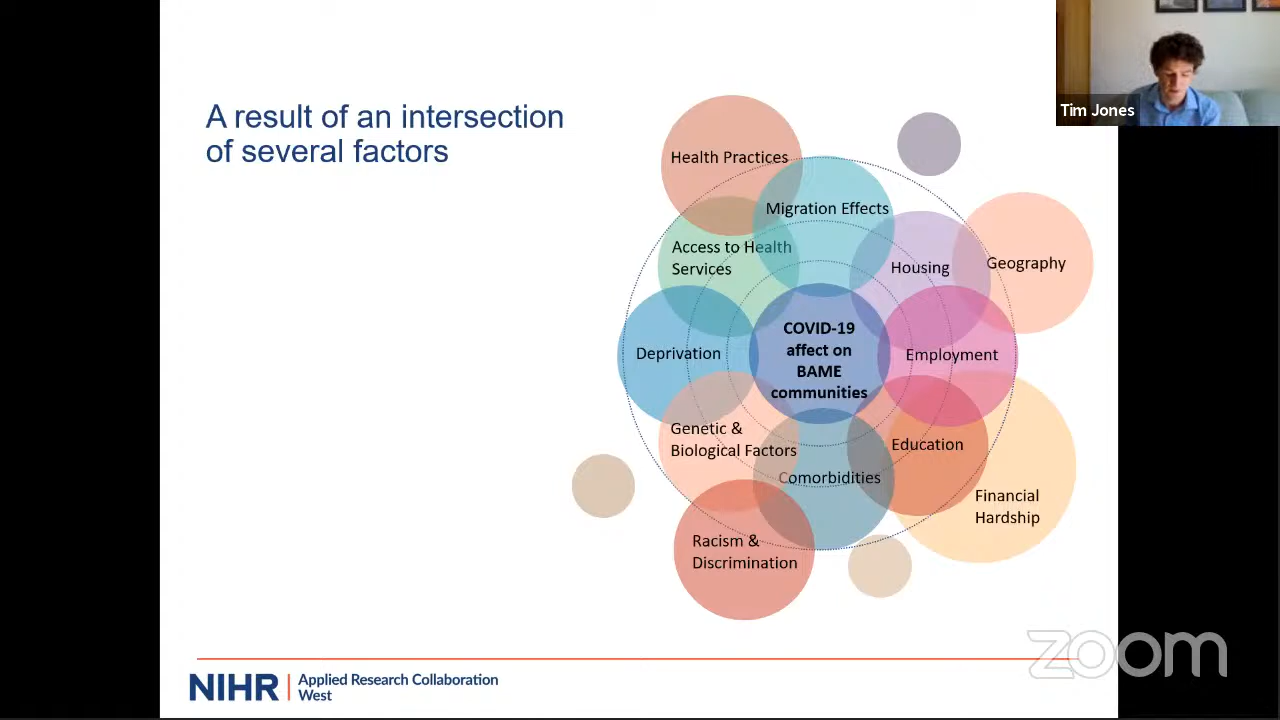 Tim Jones
A result of an intersection
of several factors
Health Practices
Migration Effects
Access to Health
Services
Housing
Geography
Deprivation
COVID-19
affect on
BAME
communities
Employment
Genetic &
Biological Factors
Education
Comorbidities
Financial
Hardship
Racism &
Discrimination
NIHR
Applied Research Collaboration
West
zoom